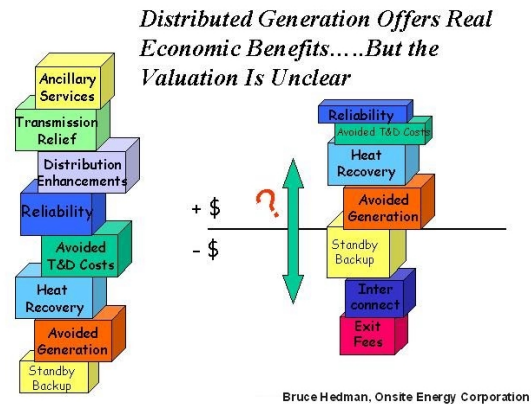 Distributed Generation Offers Real
Economic Benefits.....But the
Valuation Is Unclear
Ancillary
Services
Transmission
Relief
Distribution
Enhancements
Reliability
Avoided
T&D Costs
Heat
Recovery
Avoided
Generation
Standby
Backup
+ $
- $
?
Reliability
Avoided T&D Costs
Heat
Recovery
Avoided
Generation
Standby
Backup
Inter
connect
Exit
Fees
Bruce Hedman, Onsite Energy Corporation